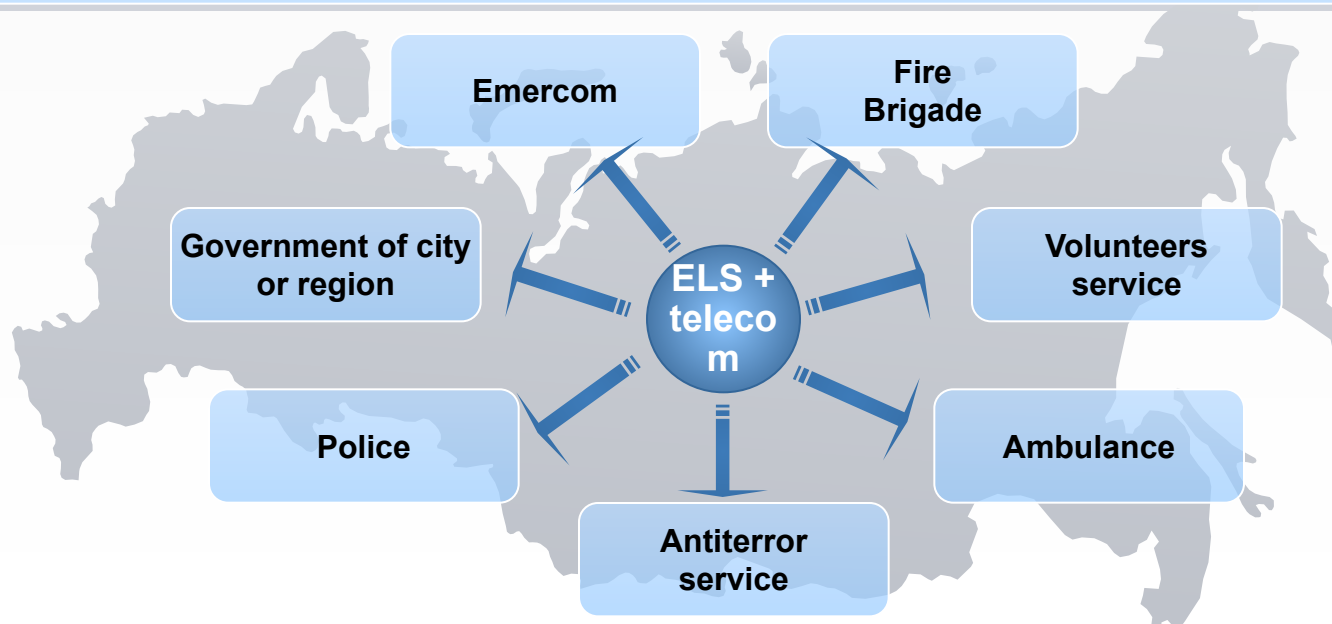 Emercom
Fire
Brigade
Government of city
or region
ELS +
teleco
m
Volunteers
service
Police
Ambulance
Antiterror
service